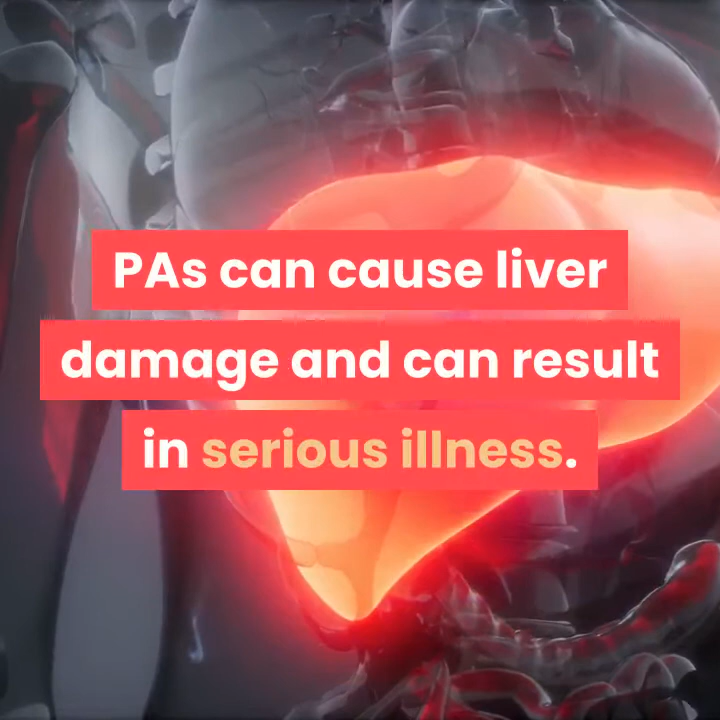 PAs can cause liver
damage and can result
in serious illness.